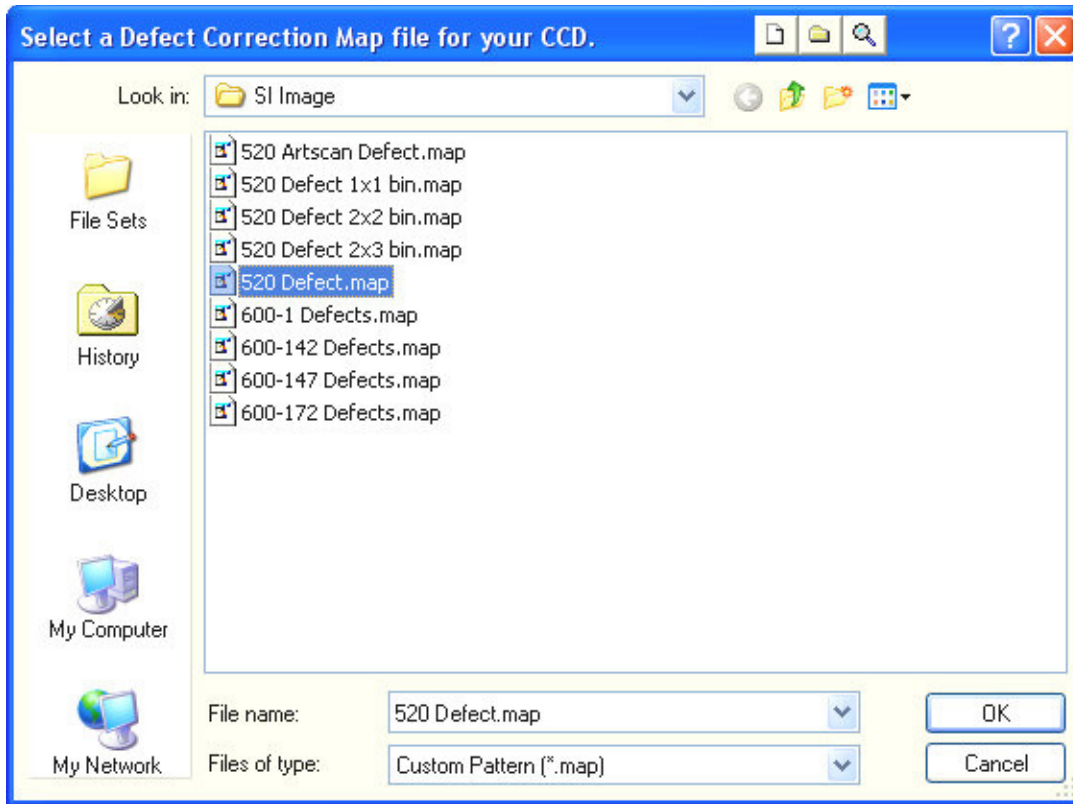 Select a Defect Correction Map file for your CCD.
Look in: SI Image
520 Artscan Defect.map
520 Defect 1x1 bin.map
520 Defect 2x2 bin.map
520 Defect 2x3 bin.map
520 Defect.map
600-1 Defects.map
600-142 Defects.map
600-147 Defects.map
600-172 Defects.map
File Sets
History
Desktop
My Computer
My Network
File name: 520 Defect.map OK
Files of type: Custom Pattern (*.map) Cancel